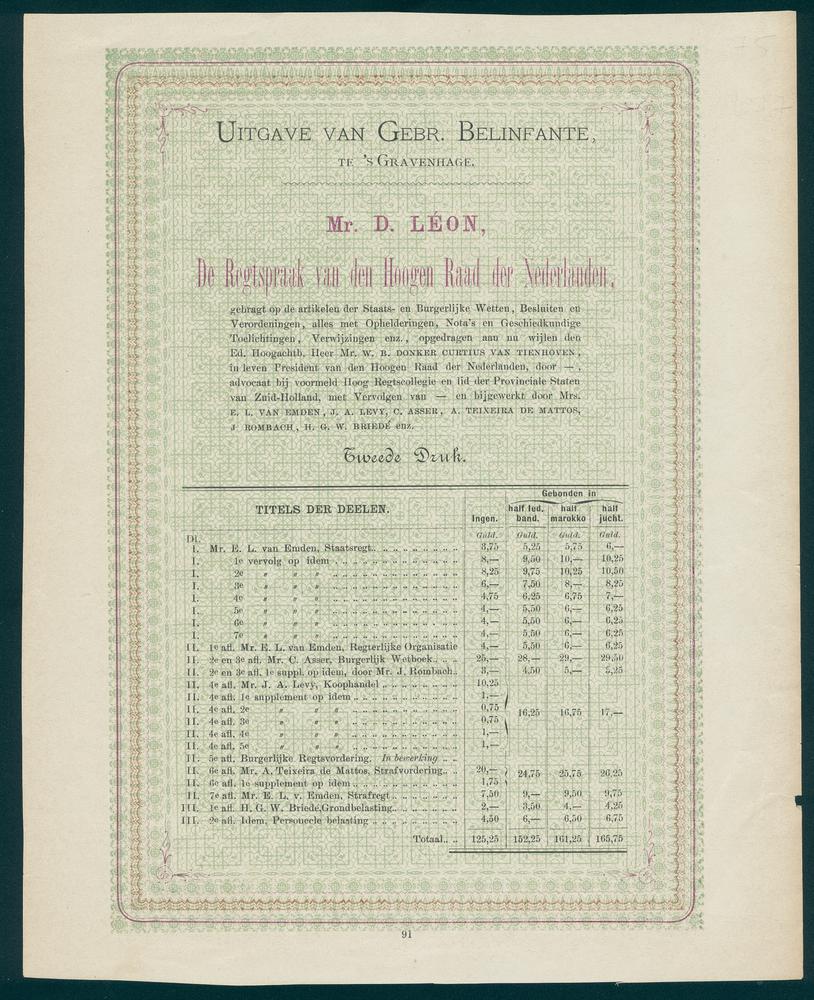 UITGAVE VAN GEBR. BELINFANTE,
TE 'S GRAVENHAGE.
Mr. D. LÉON,
De Regtspraak van den Hoogen Raad der Nederlanden,
gebragt op de artikelen der Staats- en Burgerlijke Wetten, Besluiten en
Verordeningen, alles met Ophelderingen, Nota's en Geschiedkundige
Toelichtingen, Verwijzingen enz., opgedragen aan nu wijlen den
Ed. Hoogachtb. Heer Mr. W. B. DONKER CURTIUS VAN TIENHOVEN,
in leven President van den Hoogen Raad der Nederlanden, door —,
advocaat bij voormeld Hoog Regtscollegie en lid der Provinciale Staten
van Zuid-Holland, met Vervolgen van — en bijgewerkt door Mrs.
E. L. VAN EMDEN, J. A. LEVY, C. ASSER, A. TEIXEIRA DE MATTOS,
J. ROMBACH, H. G. W. BRIEDÉ enz.
Tweede Druk.
Gebonden in
TITELS DER DEELEN. Ingen. half led. band. half marokko half jucht.
Dl. Guld. Guld. Guld. Guld.
I. Mr. E. L. van Emden, Staatsregt 3,75 5,25 5,75 6,—
I. 1e vervolg op idem 8,— 9,50 10,— 10,25
I. 2e " " " 8,25 9,75 10,25 10,50
I. 3e " " " 6,— 7,50 8,— 8,25
I. 4e " " " 4,75 6,25 6,75 7,—
I. 5e " " " 4,— 5,50 6,— 6,25
I. 6e " " " 4,— 5,50 6,— 6,25
I. 7e " " " 4,— 5,50 6,— 6,25
II. 1e afl. Mr. E. L. van Emden, Regterlijke Organisatie 4,— 5,50 6,— 6,25
II. 2e en 3e afl. Mr. C. Asser, Burgerlijk Wetboek 25,— 28,— 29,— 29,50
II. 2e en 3e afl. 1e suppl. op idem, door Mr. J. Rombach 3,— 4,50 5,— 5,25
II. 4e afl. Mr. J. A. Levy, Koophandel 10,25
II. 4e afl. 1e supplement op idem 1,—
II. 4e afl. 2e " " " 0,75 16,25 16,75 17,—
II. 4e afl. 3e " " " 0,75
II. 4e afl. 4e " " " 1,—
II. 4e afl. 5e " " " 1,—
II. 5e afl. Burgerlijke Regtsvordering. In bewerking
II. 6e afl. Mr. A. Teixeira de Mattos, Strafvordering 20,— 24,75 25,75 26,25
II. 6e afl. 1e supplement op idem 1,75
II. 7e afl. Mr. E. L. v. Emden, Strafregt 7,50 9,— 9,50 9,75
III. 1e afl. H. G. W. Briedé, Grondbelasting 2,— 3,50 4,— 4,25
III. 2e afl. Idem, Personeele belasting 4,50 6,— 6,50 6,75
Totaal 125,25 152,25 161,25 165,75
91